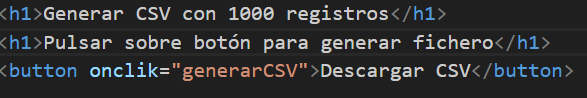 <h1>Generar CSV con 1000 registros</h1>
<h1>Pulsar sobre botón para generar fichero</h1>
<button onclik="generarCSV">Descargar CSV</button>